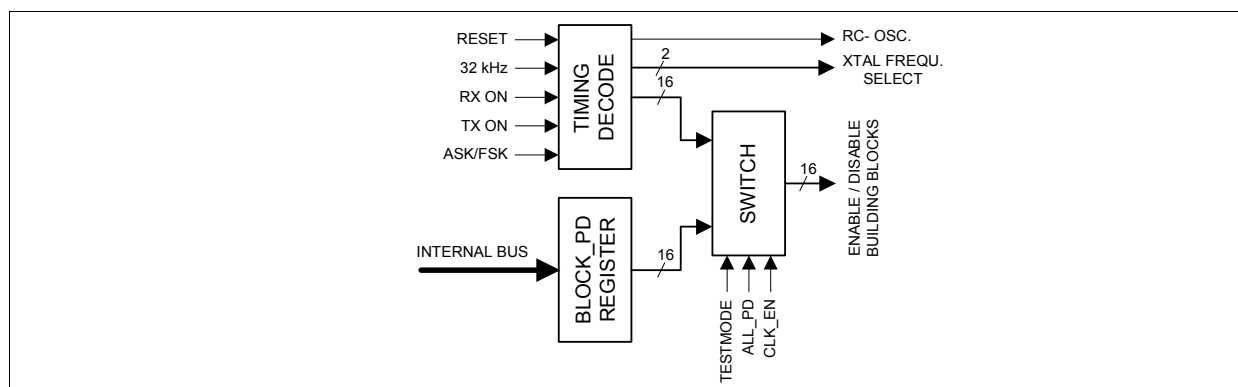 RESET
32 kHz
RX ON
TX ON
ASK/FSK
TIMING
DECODE
RC- OSC.
2
XTAL FREQU.
SELECT
16
SWITCH
16
ENABLE / DISABLE
BUILDING BLOCKS
INTERNAL BUS
BLOCK_PD
REGISTER
16
TESTMODE
ALL_PD
CLK_EN